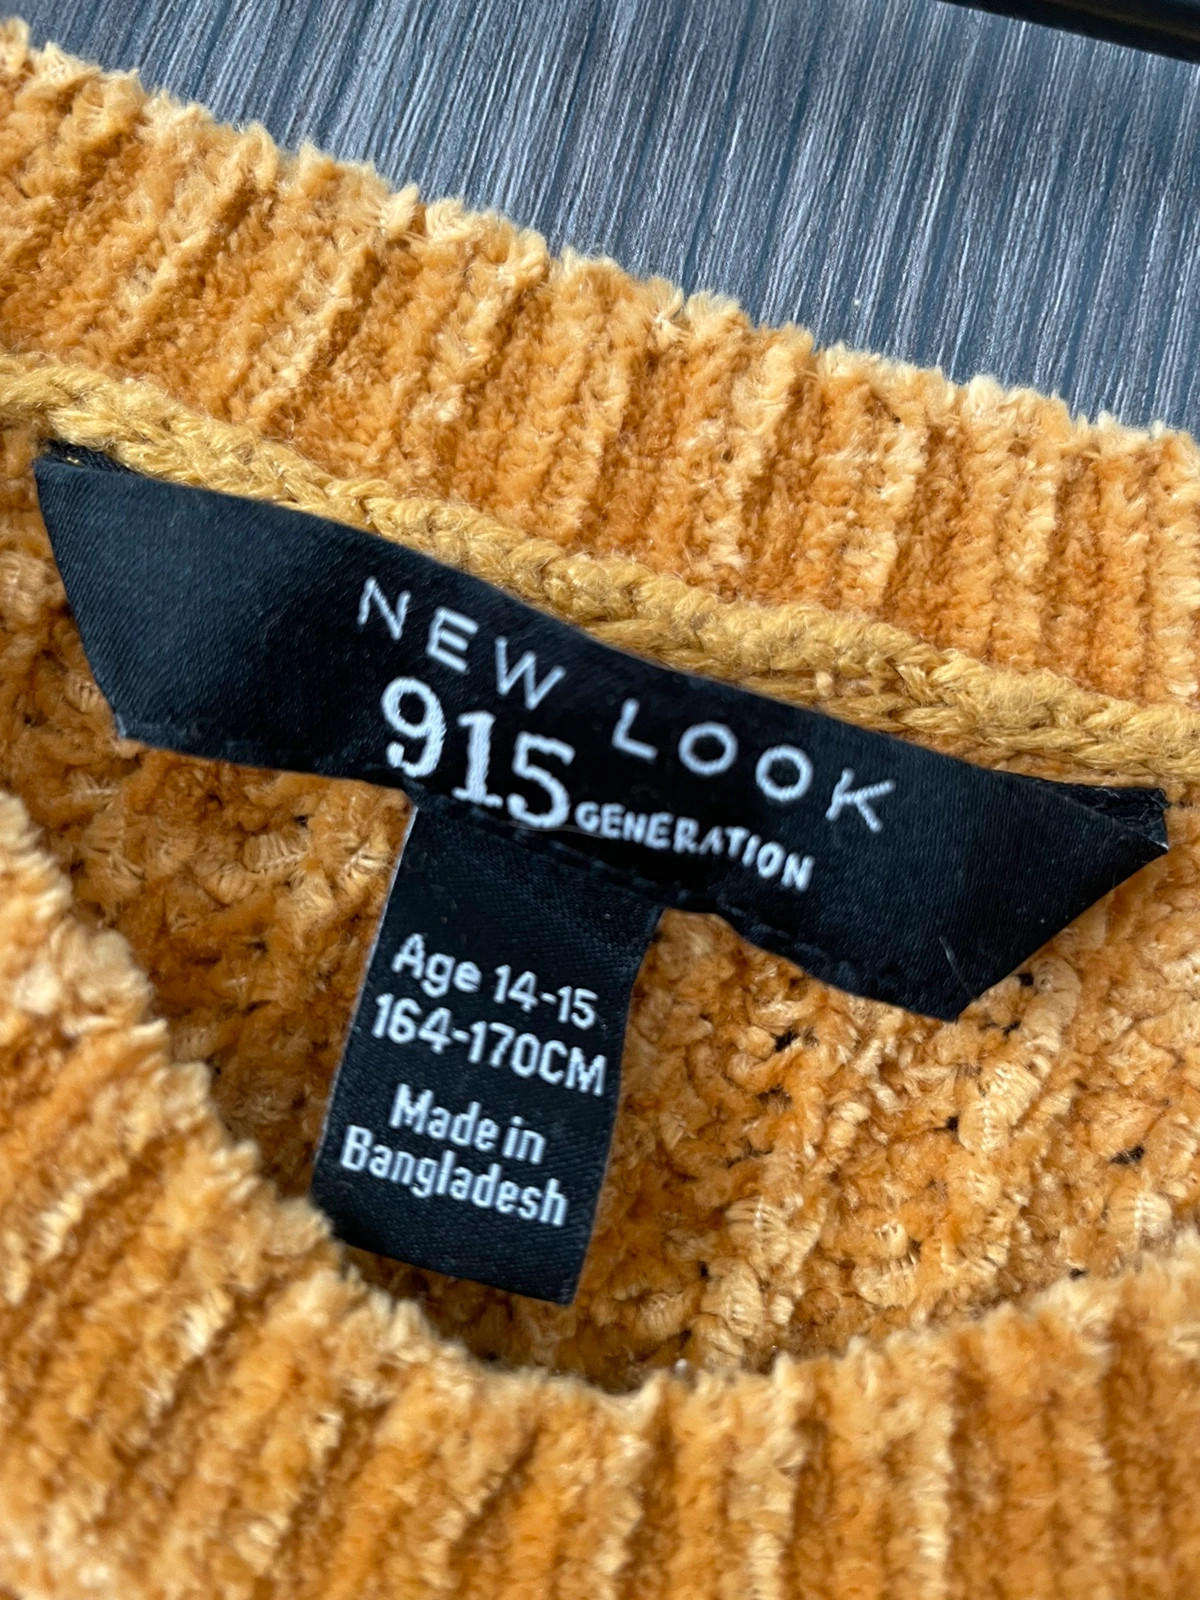 NEW LOOK
915 GENERATION
Age 14-15
164-170CM
Made in
Bangladesh